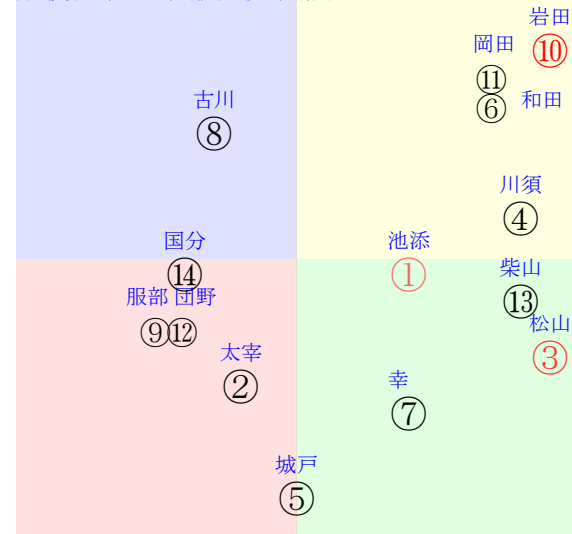 岩田
⑩
岡田
⑪
⑥ 和田
古川
⑧
川須
④
国分
⑭
池添
①
柴山
⑬
服部 団野
⑨⑫
松山
③
太宰
②
幸
⑦
城戸
⑤